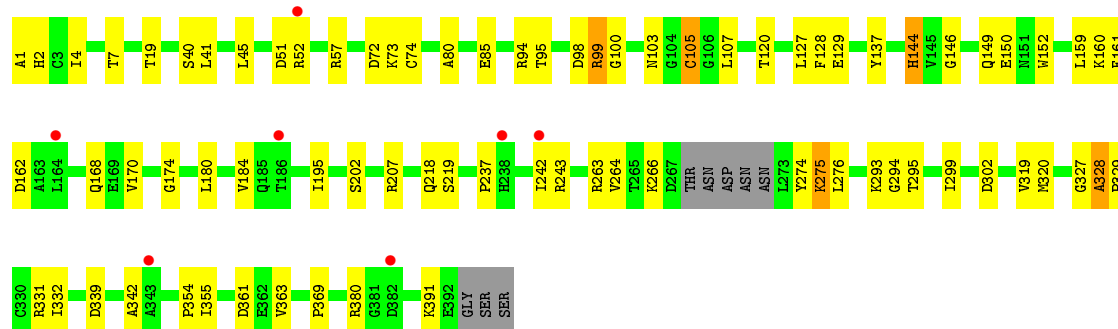 A1 H2 C3 I4 T7 T19 S40 L41 L45 D51 R52 R57 D72 K73 C74 A80 E85 R94 T95 D98 R99 G100 N103 G104 C105 G106 L107 T120 L127 F128 E129 Y137 H144 V145 G146 Q149 E150 N151 W152 L159 K160
D162 A163 L164 Q168 E169 V170 G174 L180 V184 Q185 T186 I195 S202 R207 Q218 S219 P237 H238 I242 R243 R263 V264 T265 K266 D267 THR ASN ASP ASN ASN L273 Y274 K275 L276 K293 G294 T295 I299 D302 V319 M320 G327 A328
C330 R331 I332 D339 A342 A343 P354 I355 D361 E362 V363 P369 R380 G381 D382 K391 E392 GLY SER SER